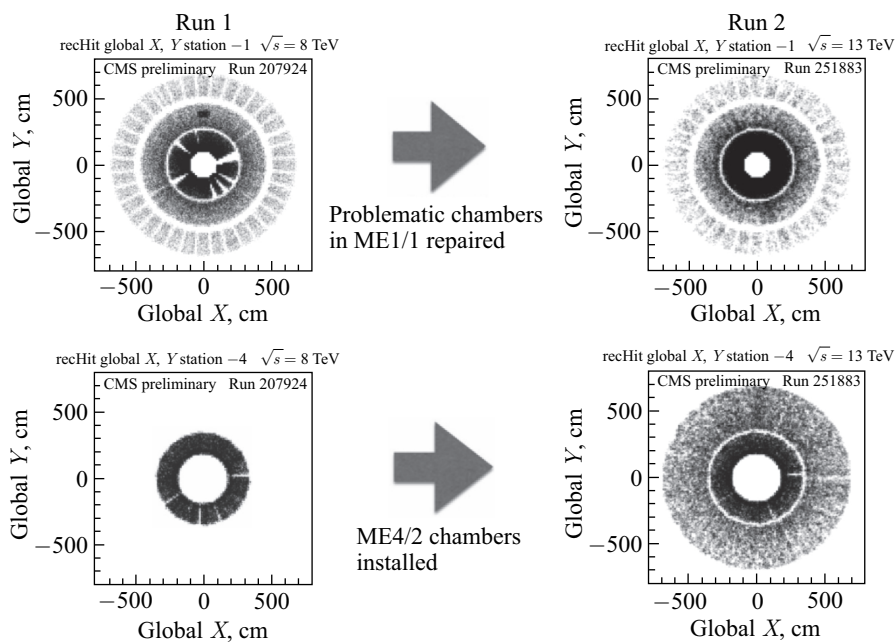 Run 1
recHit global X, Y station −1 √s = 8 TeV
CMS preliminary Run 207924
Global Y, cm
500
0
−500
−500 0 500
Global X, cm
Problematic chambers
in ME1/1 repaired
Run 2
recHit global X, Y station −1 √s = 13 TeV
CMS preliminary Run 251883
Global Y, cm
500
0
−500
−500 0 500
Global X, cm
recHit global X, Y station −4 √s = 8 TeV
CMS preliminary Run 207924
Global Y, cm
500
0
−500
−500 0 500
Global X, cm
ME4/2 chambers
installed
recHit global X, Y station −4 √s = 13 TeV
CMS preliminary Run 251883
Global Y, cm
500
0
−500
−500 0 500
Global X, cm